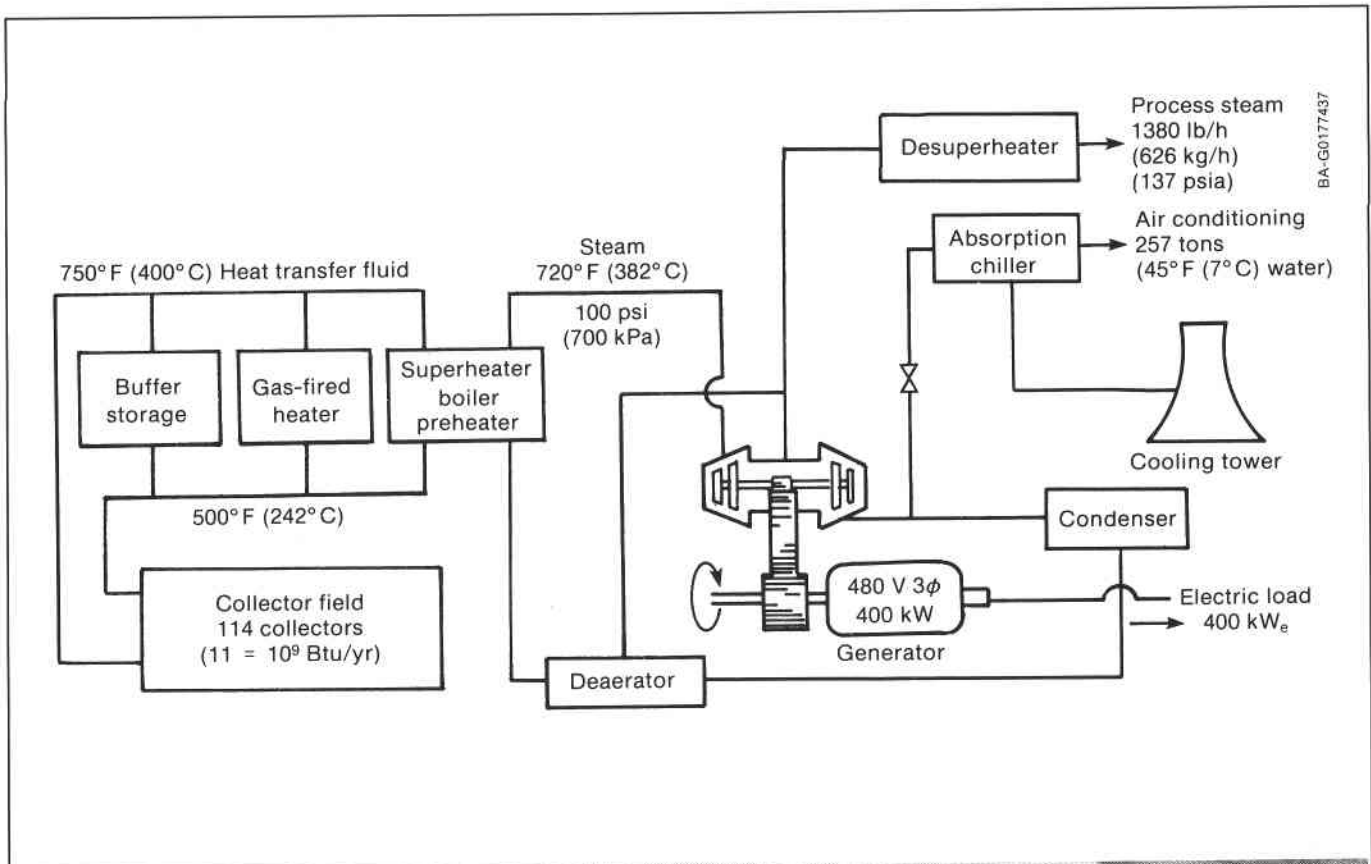 BA-G0177437
Process steam
1380 lb/h
(626 kg/h)
(137 psia)
Desuperheater
Air conditioning
257 tons
(45°F (7°C) water)
Absorption
chiller
Steam
720°F (382°C)
100 psi
(700 kPa)
750°F (400°C) Heat transfer fluid
Buffer
storage
Gas-fired
heater
Superheater
boiler
preheater
Cooling tower
500°F (242°C)
Condenser
Collector field
114 collectors
(11 = 10⁹ Btu/yr)
480 V 3ϕ
400 kW
Generator
Electric load
400 kWₑ
Deaerator